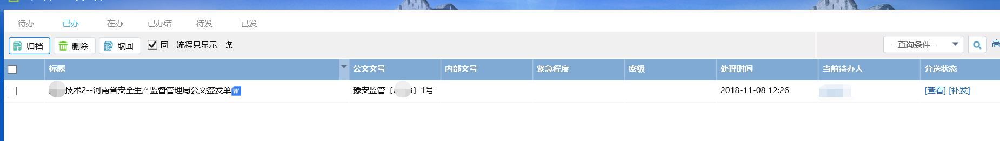 待办 已办 在办 已办结 待发 已发
归档 删除 取回 同一流程只显示一条 --查询条件-- 高
标题 公文文号 内部文号 紧急程度 密级 处理时间 当前待办人 分送状态
技术2--河南省安全生产监督管理局公文签发单 豫安监管〔〕1号 2018-11-08 12:26 [查看] [补发]